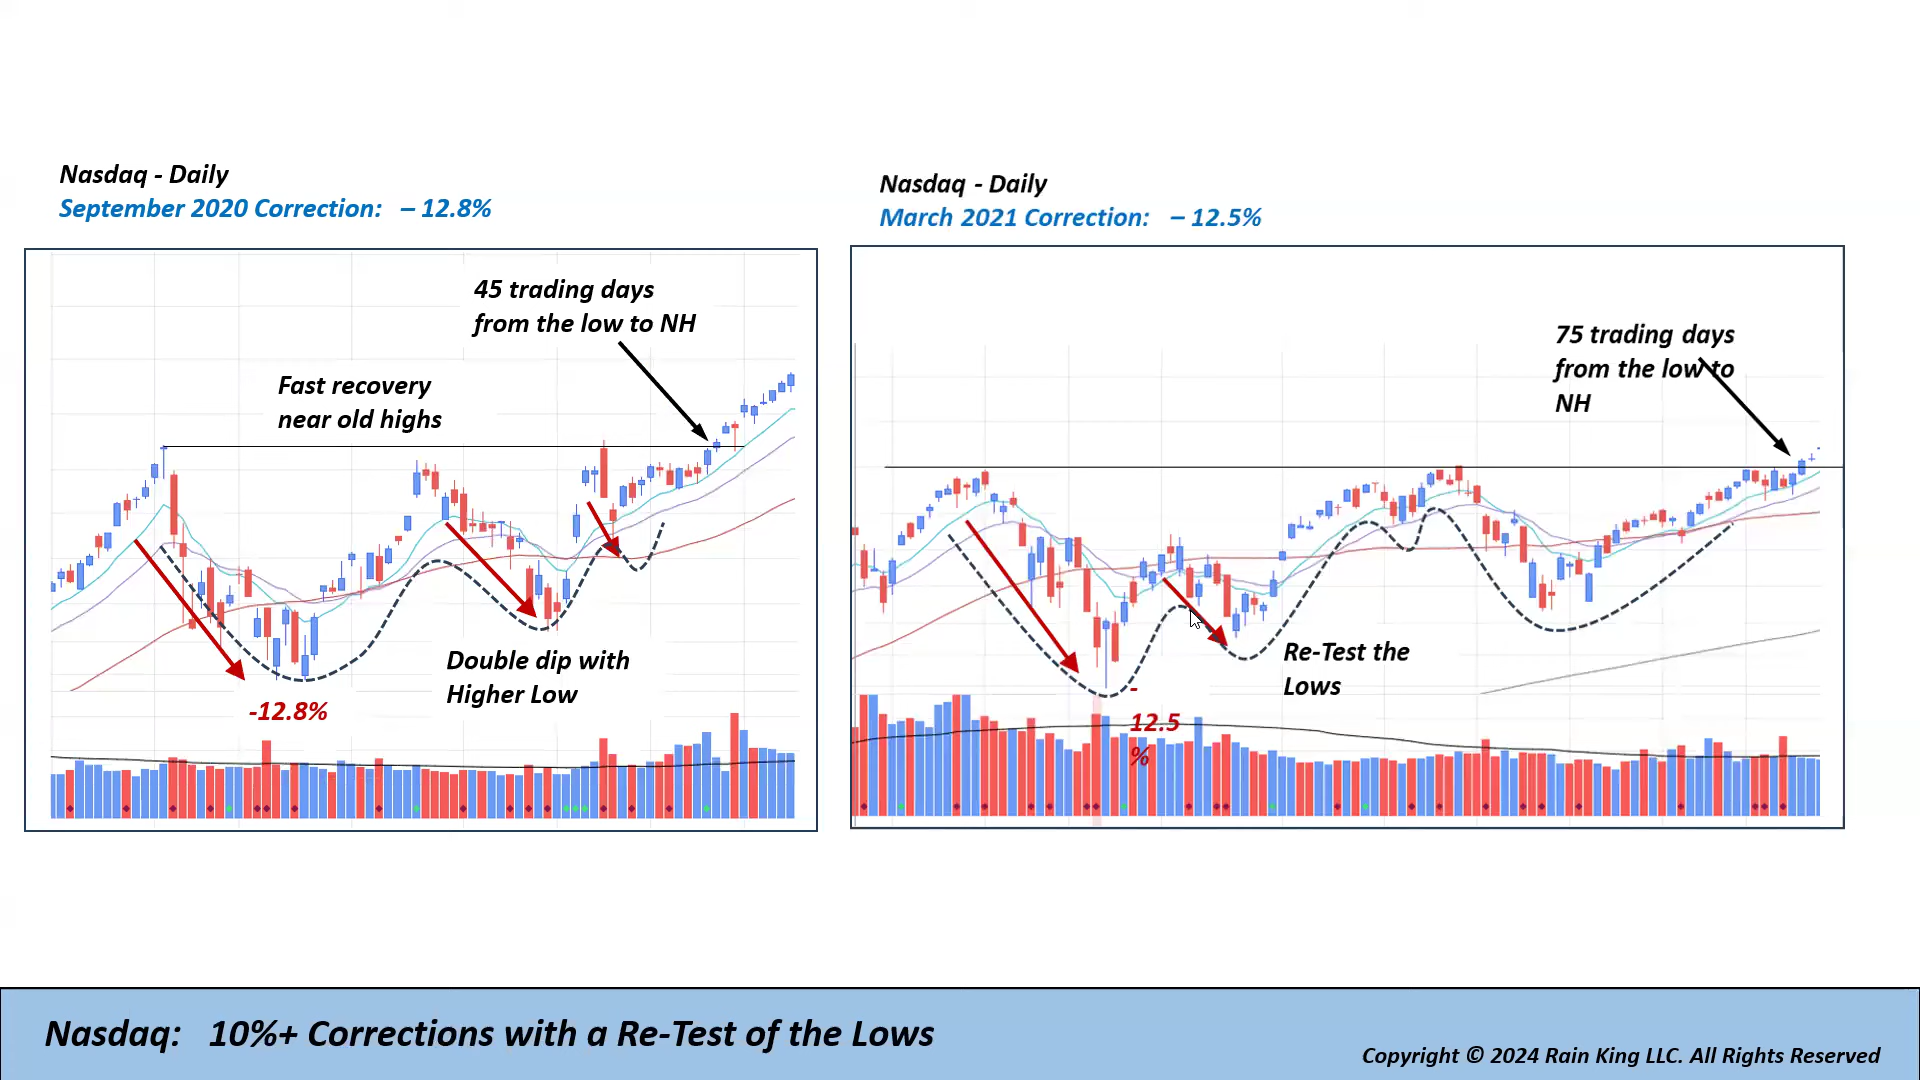 Nasdaq - Daily
September 2020 Correction: – 12.8%
45 trading days
from the low to NH
Fast recovery
near old highs
Double dip with
Higher Low
-12.8%
Nasdaq - Daily
March 2021 Correction: – 12.5%
75 trading days
from the low to
NH
Re-Test the
Lows
-
12.5
%
Nasdaq: 10%+ Corrections with a Re-Test of the Lows
Copyright © 2024 Rain King LLC. All Rights Reserved